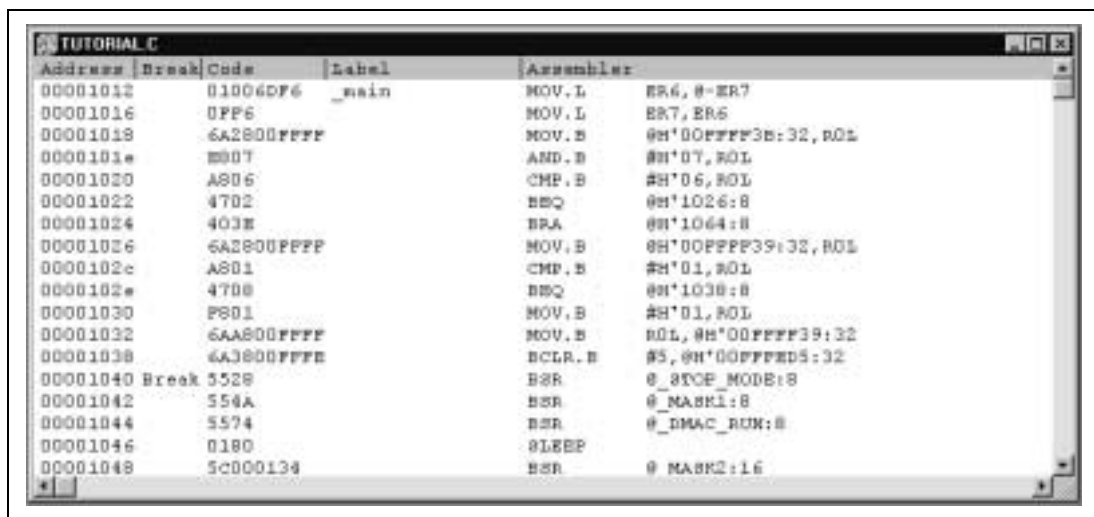 TUTORIAL.C
Address Break Code Label Assembler
00001012 01006DF6 _main MOV.L ER6,@-ER7
00001016 0FF6 MOV.L ER7,ER6
00001018 6A2800FFFF MOV.B @H'00FFFF3B:32,R0L
0000101e E807 AND.B #H'07,R0L
00001020 A806 CMP.B #H'06,R0L
00001022 4702 BEQ @H'1026:8
00001024 403E BRA @H'1064:8
00001026 6A2800FFFF MOV.B @H'00FFFF39:32,R0L
0000102c A801 CMP.B #H'01,R0L
0000102e 4708 BEQ @H'1038:8
00001030 F801 MOV.B #H'01,R0L
00001032 6AA800FFFF MOV.B R0L,@H'00FFFF39:32
00001038 6A3800FFFE BCLR.B #5,@H'00FFFED5:32
00001040 Break 5528 BSR @_STOP_MODE:8
00001042 554A BSR @_MASK1:8
00001044 5574 BSR @_DMAC_RUN:8
00001046 0180 SLEEP
00001048 5C000134 BSR @_MASK2:16